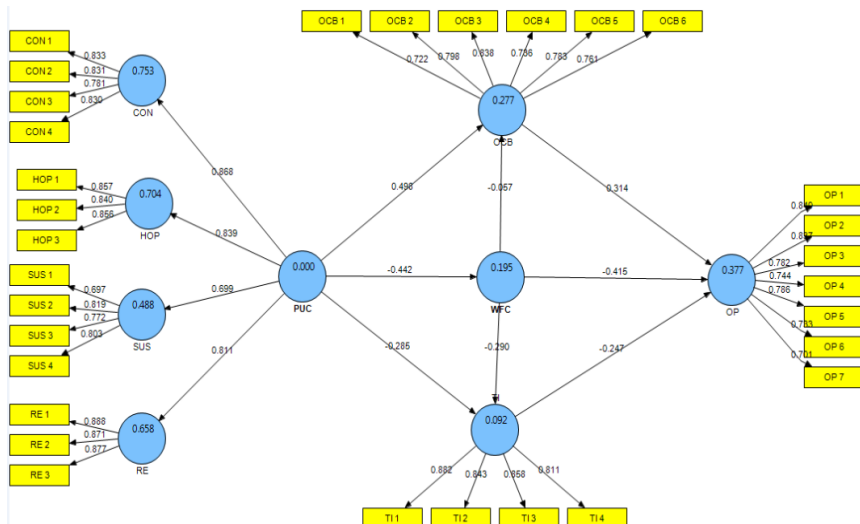 OCB 1 OCB 2 OCB 3 OCB 4 OCB 5 OCB 6
0.722 0.798 0.838 0.736 0.783 0.761
0.277
OCB
CON 1
CON 2
CON 3
CON 4
0.833
0.831
0.781
0.830
0.753
CON
0.868
HOP 1
HOP 2
HOP 3
0.857
0.840
0.856
0.704
HOP
0.839
0.498
-0.057
0.314
SUS 1
SUS 2
SUS 3
SUS 4
0.697
0.819
0.772
0.803
0.488
SUS
0.699
0.000
PUC
-0.442
0.195
WFC
-0.415
0.377
OP
0.849
0.782
0.744
0.786
0.733
0.701
OP 1
OP 2
OP 3
OP 4
OP 5
OP 6
OP 7
RE 1
RE 2
RE 3
0.888
0.871
0.877
0.658
RE
0.811
-0.285
-0.290
-0.247
TI
0.092
0.882 0.843 0.858 0.811
TI 1 TI 2 TI 3 TI 4